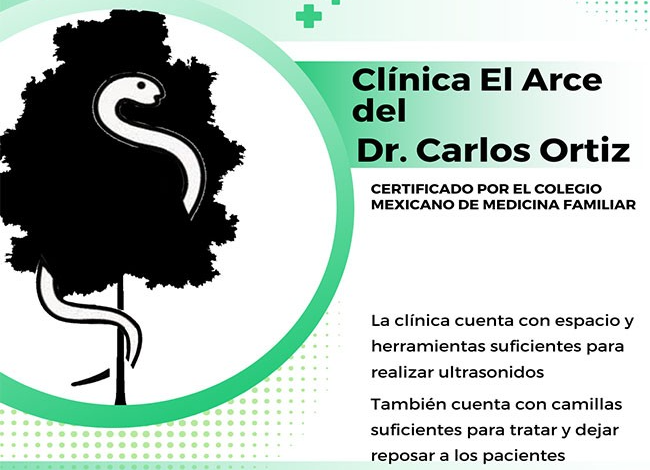 Clínica El Arce
del
Dr. Carlos Ortiz
CERTIFICADO POR EL COLEGIO
MEXICANO DE MEDICINA FAMILIAR
La clínica cuenta con espacio y
herramientas suficientes para
realizar ultrasonidos
También cuenta con camillas
suficientes para tratar y dejar
reposar a los pacientes